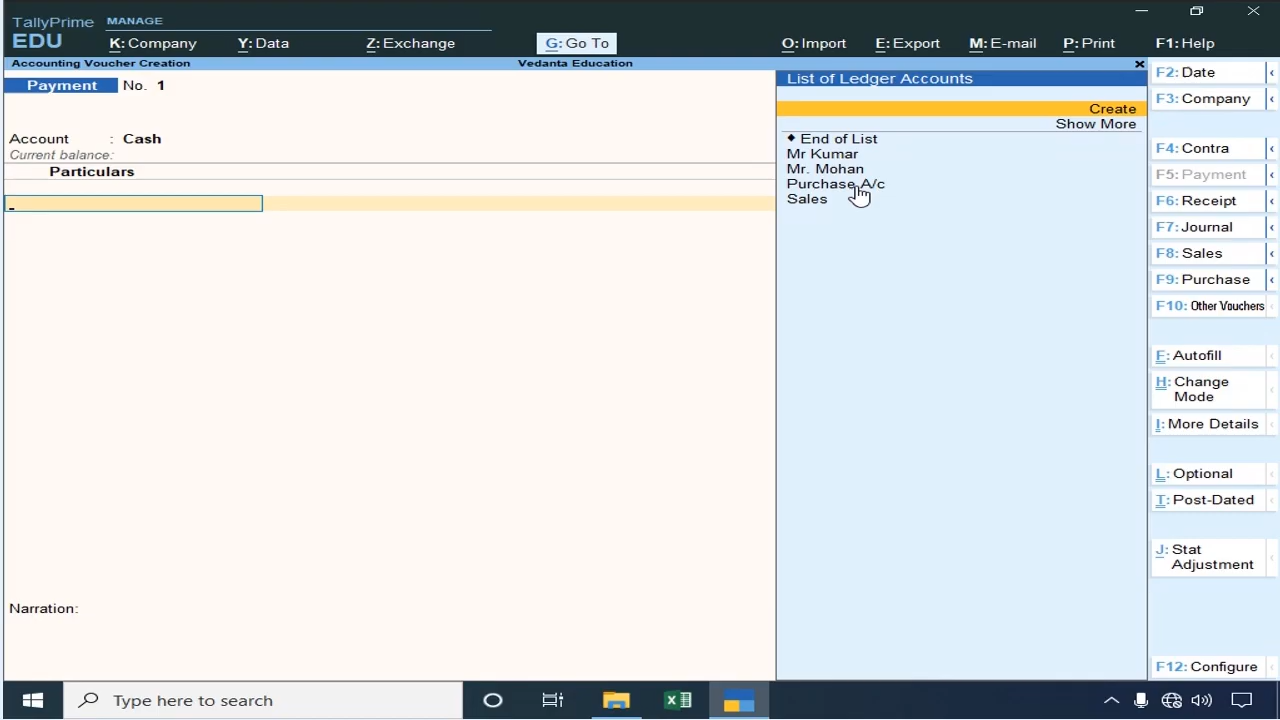 TallyPrime MANAGE
EDU K: Company Y: Data Z: Exchange G: Go To O: Import E: Export M: E-mail P: Print F1: Help
Accounting Voucher Creation Vedanta Education
Payment No. 1
Account : Cash
Current balance:
Particulars
Narration:
List of Ledger Accounts
Create
Show More
End of List
Mr Kumar
Mr. Mohan
Purchase A/c
Sales
F2: Date
F3: Company
F4: Contra
F5: Payment
F6: Receipt
F7: Journal
F8: Sales
F9: Purchase
F10: Other Vouchers
F: Autofill
H: Change
Mode
I: More Details
L: Optional
T: Post-Dated
J: Stat
Adjustment
F12: Configure
Type here to search